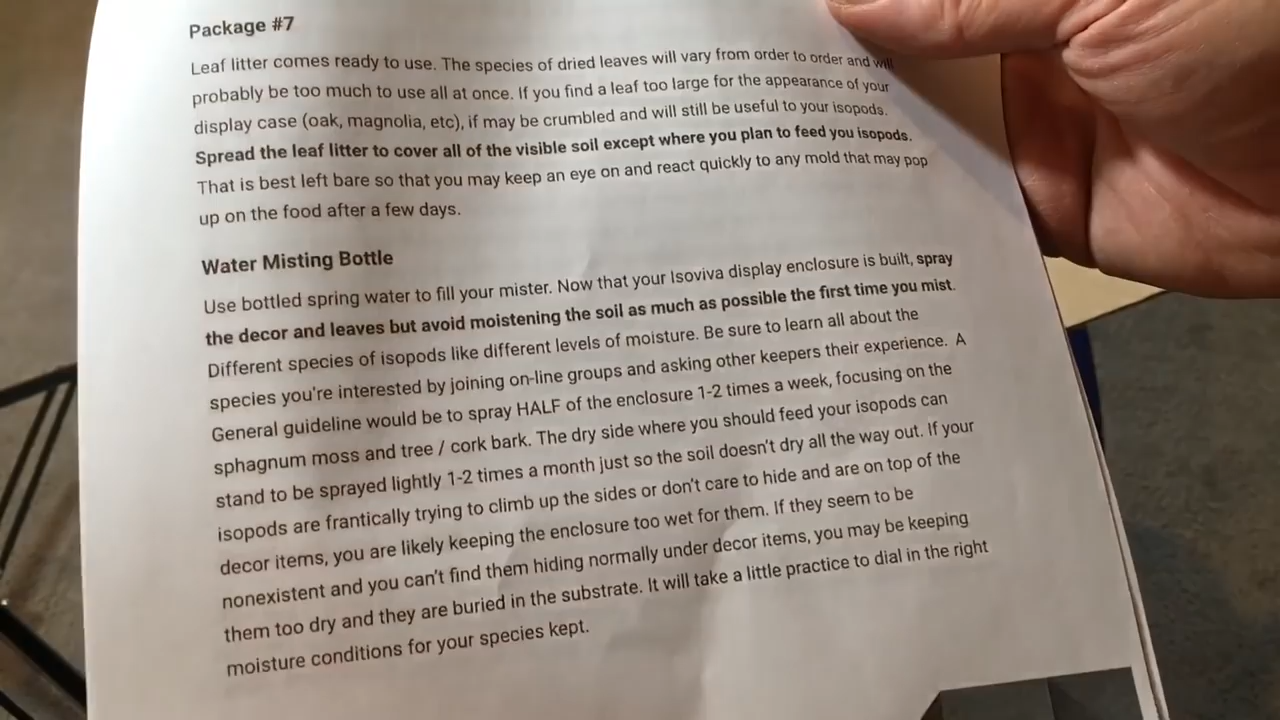 Package #7
Leaf litter comes ready to use. The species of dried leaves will vary from order to order and will
probably be too much to use all at once. If you find a leaf too large for the appearance of your
display case (oak, magnolia, etc), if may be crumbled and will still be useful to your isopods.
Spread the leaf litter to cover all of the visible soil except where you plan to feed you isopods.
That is best left bare so that you may keep an eye on and react quickly to any mold that may pop
up on the food after a few days.
Water Misting Bottle
Use bottled spring water to fill your mister. Now that your Isoviva display enclosure is built, spray
the decor and leaves but avoid moistening the soil as much as possible the first time you mist.
Different species of isopods like different levels of moisture. Be sure to learn all about the
species you're interested by joining on-line groups and asking other keepers their experience. A
General guideline would be to spray HALF of the enclosure 1-2 times a week, focusing on the
sphagnum moss and tree / cork bark. The dry side where you should feed your isopods can
stand to be sprayed lightly 1-2 times a month just so the soil doesn't dry all the way out. If your
isopods are frantically trying to climb up the sides or don't care to hide and are on top of the
decor items, you are likely keeping the enclosure too wet for them. If they seem to be
nonexistent and you can't find them hiding normally under decor items, you may be keeping
them too dry and they are buried in the substrate. It will take a little practice to dial in the right
moisture conditions for your species kept.